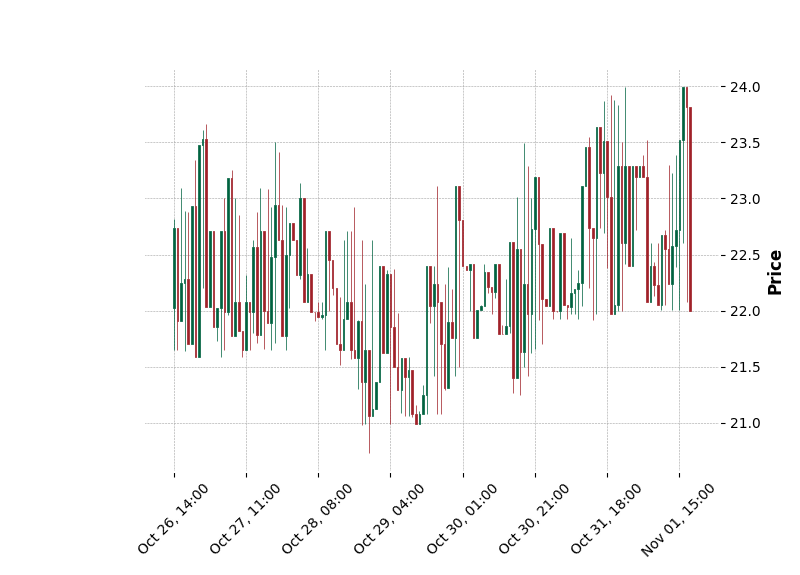 24.0
23.5
23.0
22.5
22.0
21.5
21.0
Price
Oct 26, 14:00
Oct 27, 11:00
Oct 28, 08:00
Oct 29, 04:00
Oct 30, 01:00
Oct 30, 21:00
Oct 31, 18:00
Nov 01, 15:00